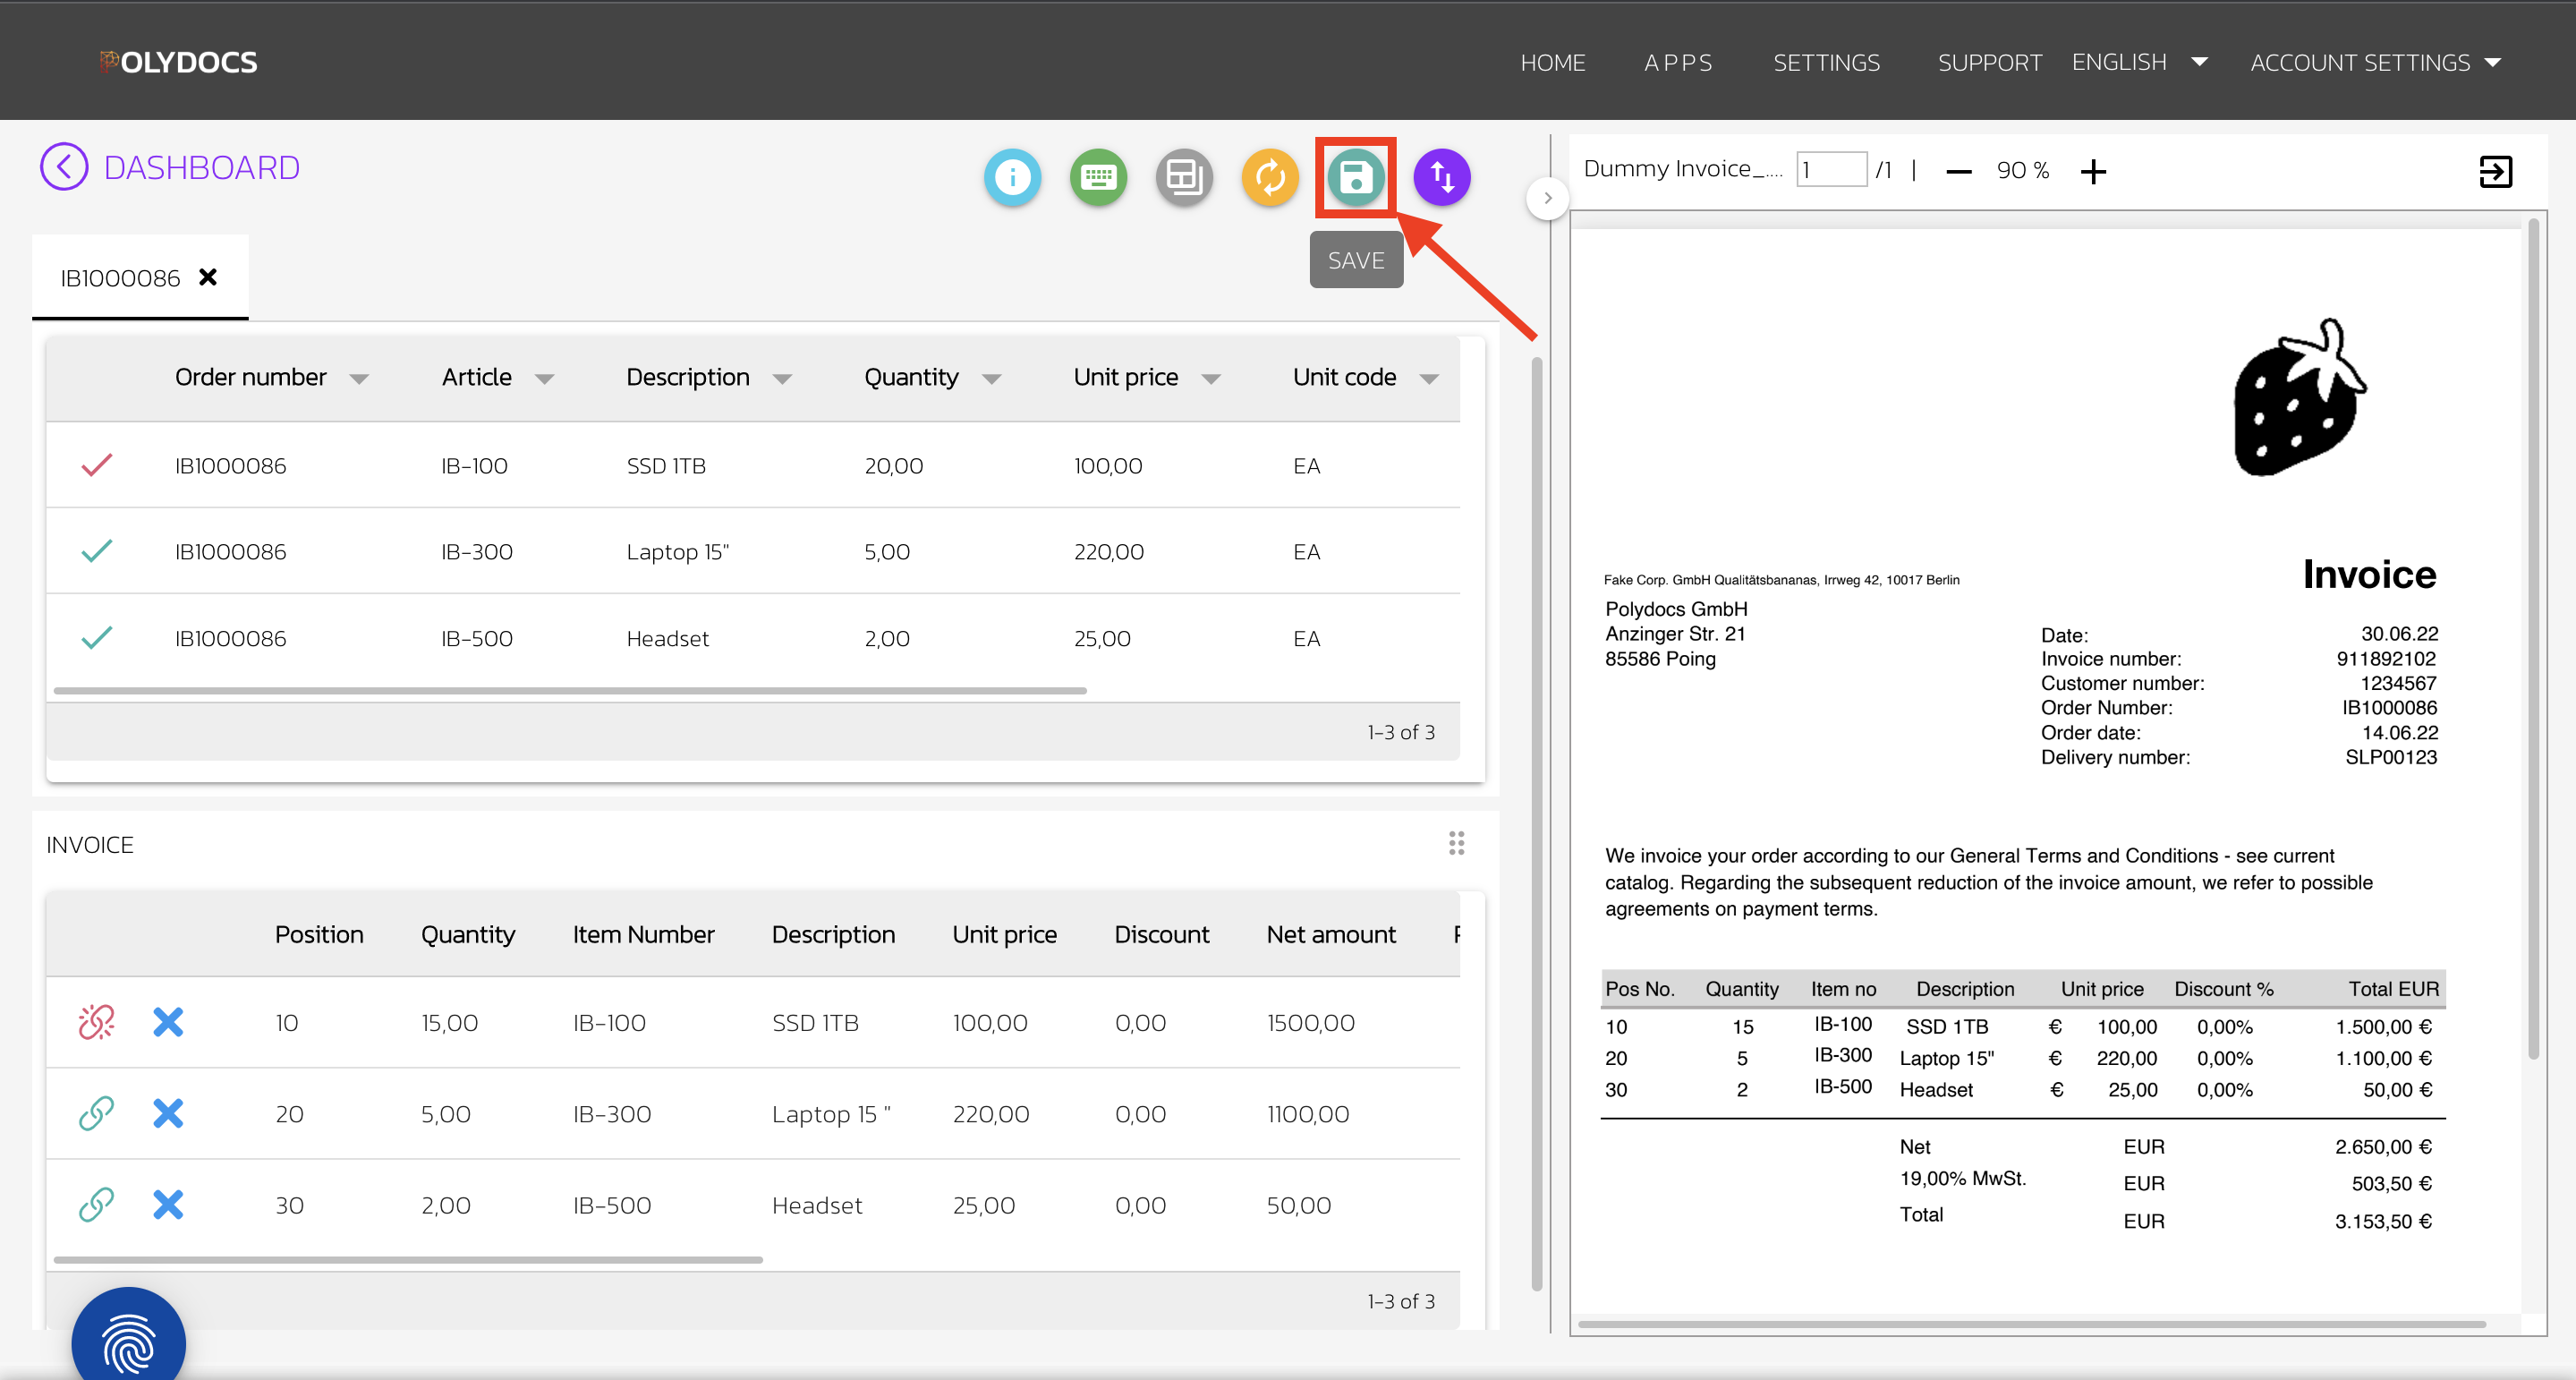 POLYDOCS
HOME APPS SETTINGS SUPPORT ENGLISH ACCOUNT SETTINGS
DASHBOARD
SAVE
IB1000086
Order number Article Description Quantity Unit price Unit code
IB1000086 IB-100 SSD 1TB 20,00 100,00 EA
IB1000086 IB-300 Laptop 15" 5,00 220,00 EA
IB1000086 IB-500 Headset 2,00 25,00 EA
1-3 of 3
INVOICE
Position Quantity Item Number Description Unit price Discount Net amount
10 15,00 IB-100 SSD 1TB 100,00 0,00 1500,00
20 5,00 IB-300 Laptop 15 " 220,00 0,00 1100,00
30 2,00 IB-500 Headset 25,00 0,00 50,00
1-3 of 3
Dummy Invoice_.... 1 /1 | 90 %
Invoice
Fake Corp. GmbH Qualitätsbananas, Irrweg 42, 10017 Berlin
Polydocs GmbH
Anzinger Str. 21
85586 Poing
Date: 30.06.22
Invoice number: 911892102
Customer number: 1234567
Order Number: IB1000086
Order date: 14.06.22
Delivery number: SLP00123
We invoice your order according to our General Terms and Conditions - see current
catalog. Regarding the subsequent reduction of the invoice amount, we refer to possible
agreements on payment terms.
Pos No. Quantity Item no Description Unit price Discount % Total EUR
10 15 IB-100 SSD 1TB € 100,00 0,00% 1.500,00 €
20 5 IB-300 Laptop 15" € 220,00 0,00% 1.100,00 €
30 2 IB-500 Headset € 25,00 0,00% 50,00 €
Net EUR 2.650,00 €
19,00% MwSt. EUR 503,50 €
Total EUR 3.153,50 €